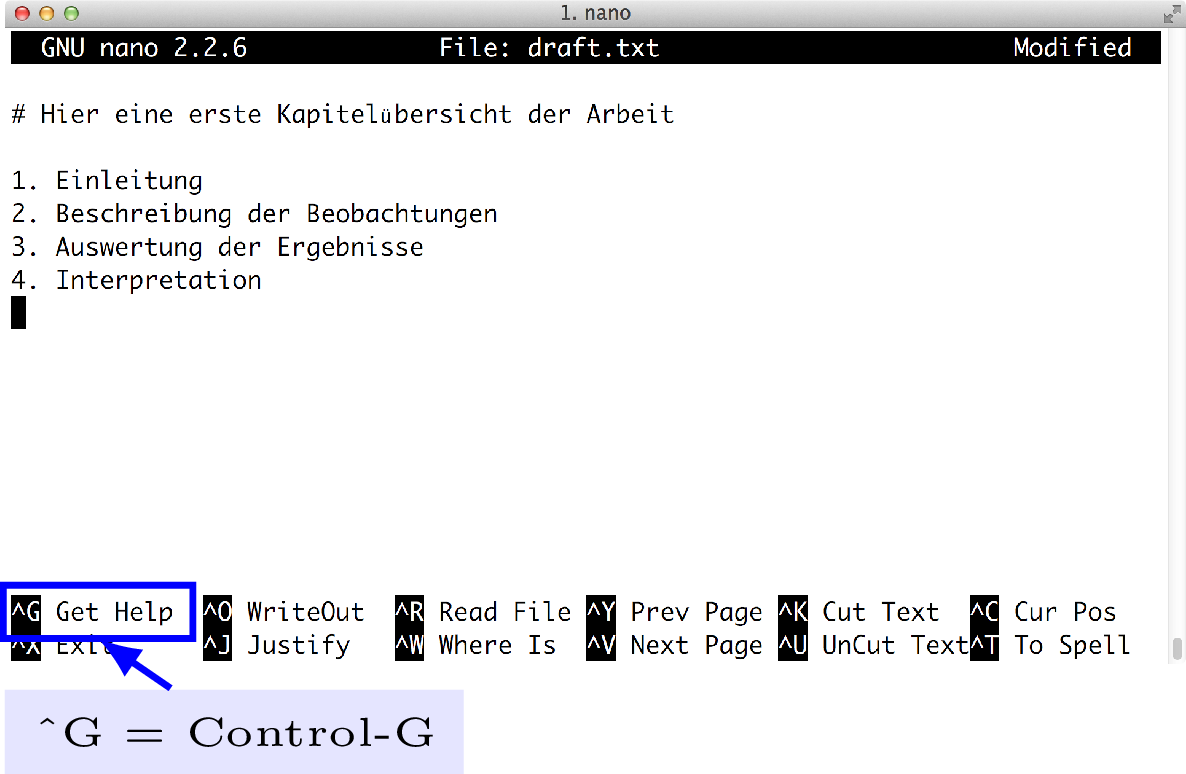 1. nano
GNU nano 2.2.6 File: draft.txt Modified
# Hier eine erste Kapitelübersicht der Arbeit
1. Einleitung
2. Beschreibung der Beobachtungen
3. Auswertung der Ergebnisse
4. Interpretation
^G Get Help ^O WriteOut ^R Read File ^Y Prev Page ^K Cut Text ^C Cur Pos
^X Exit ^J Justify ^W Where Is ^V Next Page ^U UnCut Text ^T To Spell
^G = Control-G